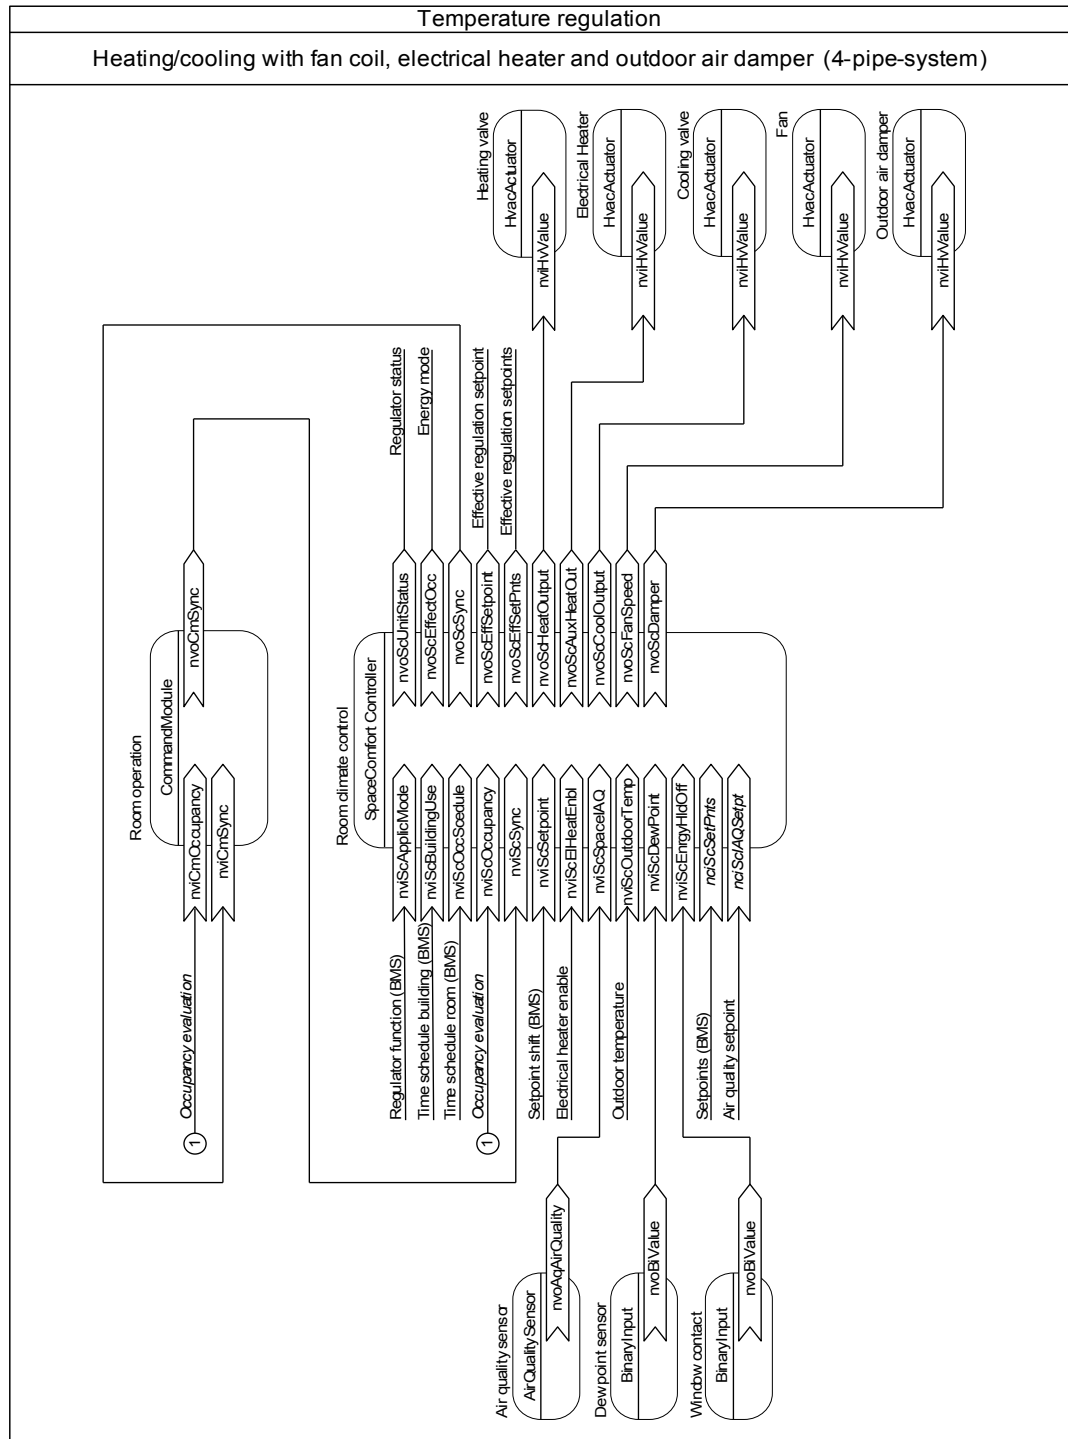 Temperature regulation
Heating/cooling with fan coil, electrical heater and outdoor air damper (4-pipe-system)
Heating valve
HvacActuator
nviHvValue
Electrical Heater
HvacActuator
nviHvValue
Cooling valve
HvacActuator
nviHvValue
Fan
HvacActuator
nviHvValue
Outdoor air damper
HvacActuator
nviHvValue
Regulator status
Energy mode
Effective regulation setpoint
Effective regulation setpoints
Room operation
CommandModule
nvoCmSync
nviCmOccupancy
nviCmSync
Occupancy evaluation
1
Room climate control
SpaceComfort Controller
nvoScUnitStatus
nvoScEffectOcc
nvoScSync
nvoScEffSetpoint
nvoScEffSetPnts
nvoScHeatOutput
nvoScAuxHeatOut
nvoScCoolOutput
nvoScFanSpeed
nvoScDamper
nviScApplicMode
nviScBuildingUse
nviScOccScedule
nviScOccupancy
nviScSync
nviScSetpoint
nviScElHeatEnbl
nviScSpaceIAQ
nviScOutdoorTemp
nviScDewPoint
nviScEnrgyHldOff
nciScSetPnts
nciScIAQSetpt
Regulator function (BMS)
Time schedule building (BMS)
Time schedule room (BMS)
Occupancy evaluation
1
Setpoint shift (BMS)
Electrical heater enable
Outdoor temperature
Setpoints (BMS)
Air quality setpoint
Air quality sensor
AirQualitySensor
nvoAqAirQuality
Dewpoint sensor
BinaryInput
nvoBiValue
Window contact
BinaryInput
nvoBiValue